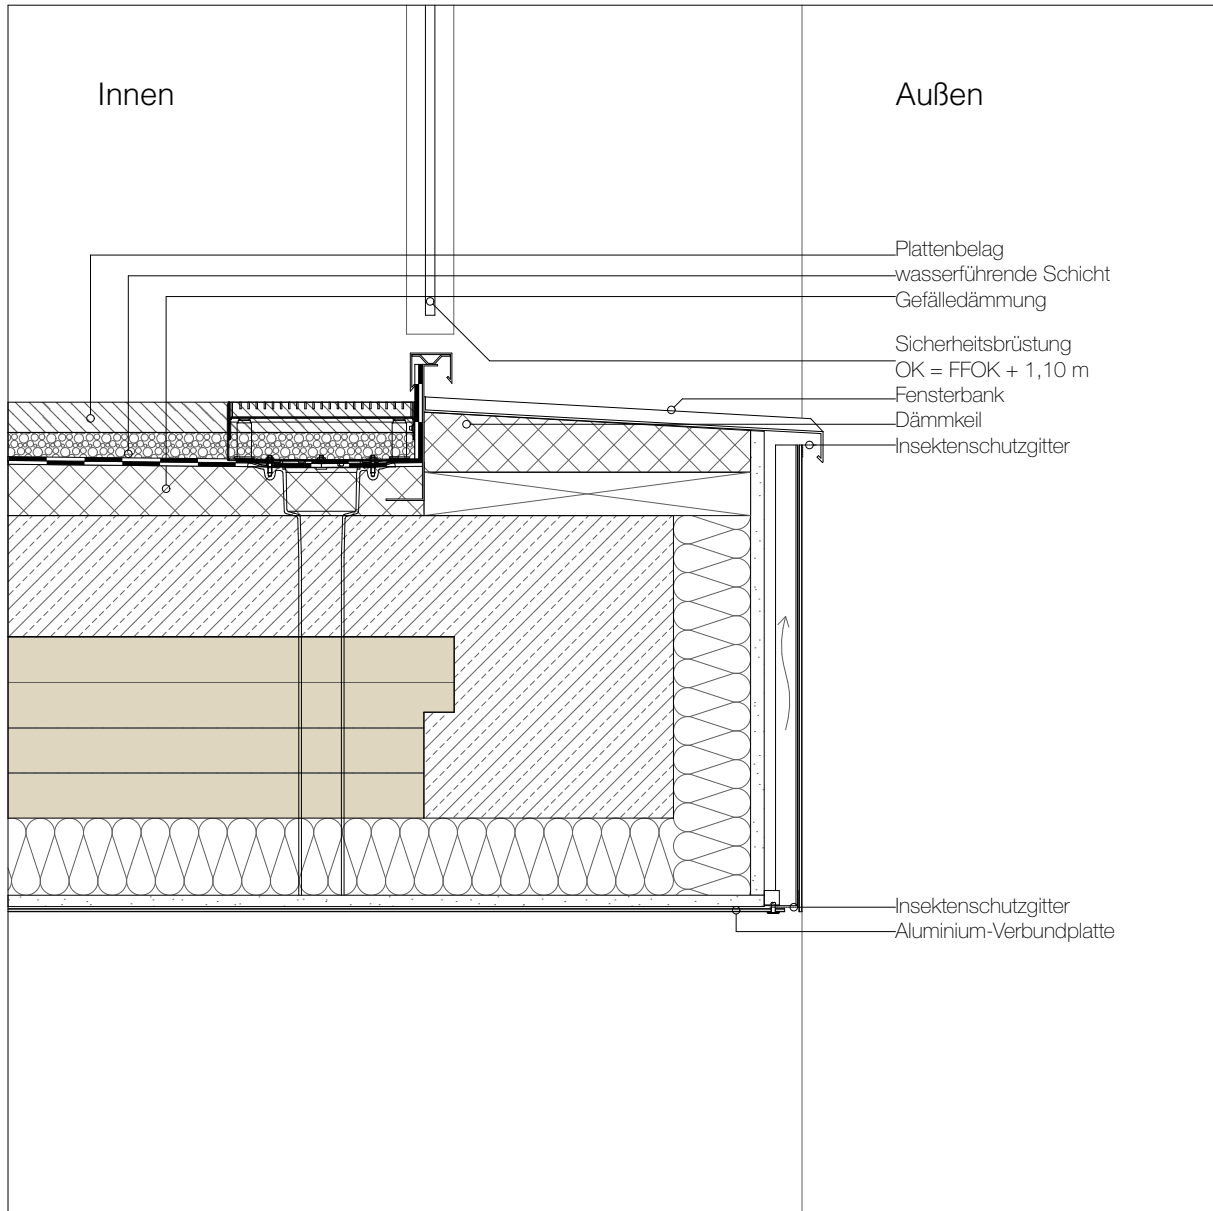 Innen
Außen
Plattenbelag
wasserführende Schicht
Gefälledämmung
Sicherheitsbrüstung
OK = FFOK + 1,10 m
Fensterbank
Dämmkeil
Insektenschutzgitter
Insektenschutzgitter
Aluminium-Verbundplatte